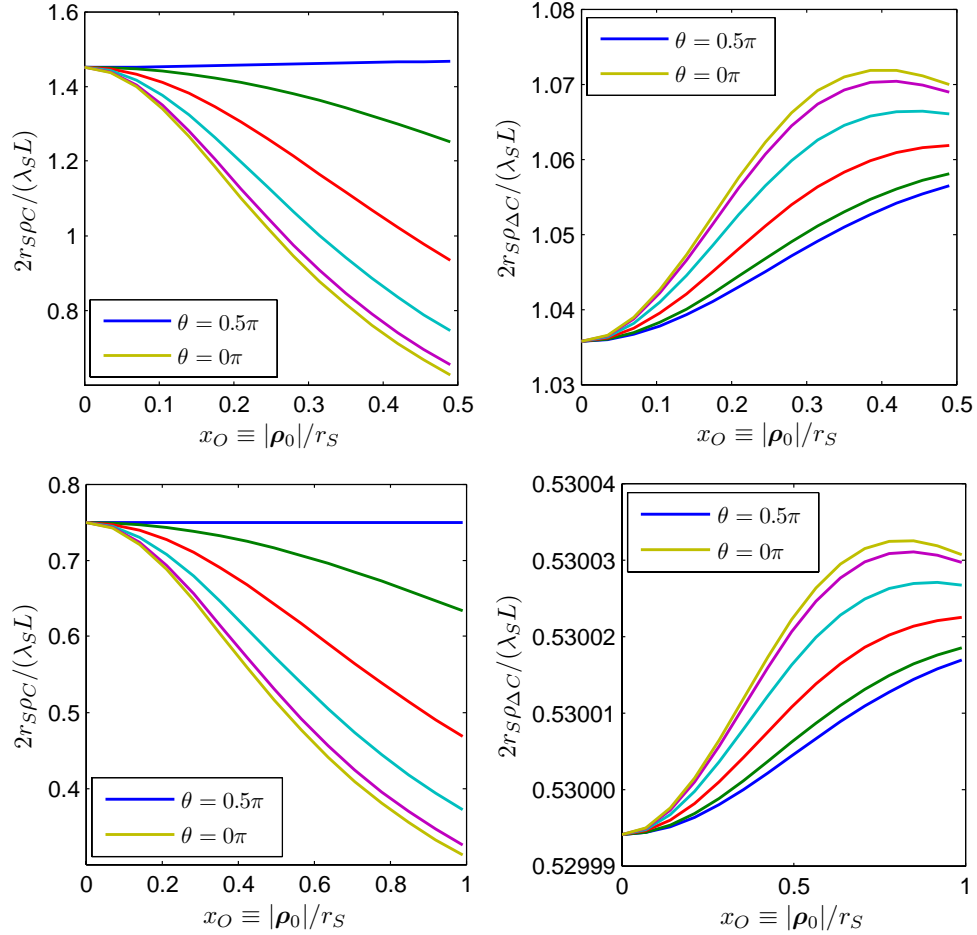 1.6
1.4
1.2
1
0.8
0
0.1
0.2
0.3
0.4
0.5
2r_Sρ_C/(λ_SL)
x_O ≡ |ρ_0|/r_S
θ = 0.5π
θ = 0π
1.08
1.07
1.06
1.05
1.04
1.03
0
0.1
0.2
0.3
0.4
0.5
2r_Sρ_{ΔC}/(λ_SL)
x_O ≡ |ρ_0|/r_S
θ = 0.5π
θ = 0π
0.8
0.7
0.6
0.5
0.4
0
0.2
0.4
0.6
0.8
1
2r_Sρ_C/(λ_SL)
x_O ≡ |ρ_0|/r_S
θ = 0.5π
θ = 0π
0.53004
0.53003
0.53002
0.53001
0.53000
0.52999
0
0.5
1
2r_Sρ_{ΔC}/(λ_SL)
x_O ≡ |ρ_0|/r_S
θ = 0.5π
θ = 0π